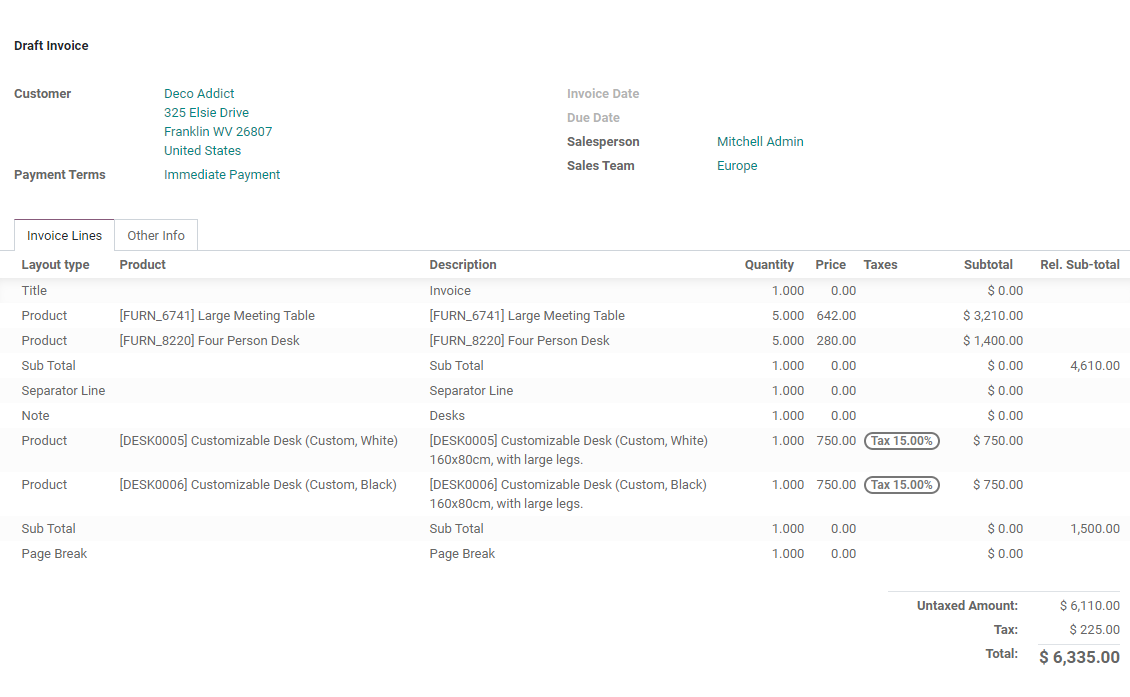 Draft Invoice
Customer Deco Addict Invoice Date
325 Elsie Drive Due Date
Franklin WV 26807 Salesperson Mitchell Admin
United States Sales Team Europe
Payment Terms Immediate Payment
Invoice Lines Other Info
Layout type Product Description Quantity Price Taxes Subtotal Rel. Sub-total
Title Invoice 1.000 0.00 $ 0.00
Product [FURN_6741] Large Meeting Table [FURN_6741] Large Meeting Table 5.000 642.00 $ 3,210.00
Product [FURN_8220] Four Person Desk [FURN_8220] Four Person Desk 5.000 280.00 $ 1,400.00
Sub Total Sub Total 1.000 0.00 $ 0.00 4,610.00
Separator Line Separator Line 1.000 0.00 $ 0.00
Note Desks 1.000 0.00 $ 0.00
Product [DESK0005] Customizable Desk (Custom, White) [DESK0005] Customizable Desk (Custom, White) 1.000 750.00 Tax 15.00% $ 750.00
160x80cm, with large legs.
Product [DESK0006] Customizable Desk (Custom, Black) [DESK0006] Customizable Desk (Custom, Black) 1.000 750.00 Tax 15.00% $ 750.00
160x80cm, with large legs.
Sub Total Sub Total 1.000 0.00 $ 0.00 1,500.00
Page Break Page Break 1.000 0.00 $ 0.00
Untaxed Amount: $ 6,110.00
Tax: $ 225.00
Total: $ 6,335.00